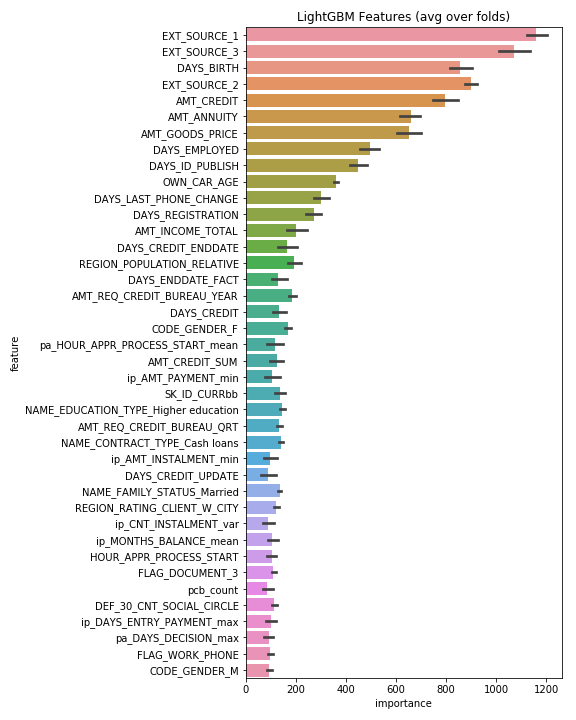 LightGBM Features (avg over folds)
feature
EXT_SOURCE_1
EXT_SOURCE_3
DAYS_BIRTH
EXT_SOURCE_2
AMT_CREDIT
AMT_ANNUITY
AMT_GOODS_PRICE
DAYS_EMPLOYED
DAYS_ID_PUBLISH
OWN_CAR_AGE
DAYS_LAST_PHONE_CHANGE
DAYS_REGISTRATION
AMT_INCOME_TOTAL
DAYS_CREDIT_ENDDATE
REGION_POPULATION_RELATIVE
DAYS_ENDDATE_FACT
AMT_REQ_CREDIT_BUREAU_YEAR
DAYS_CREDIT
CODE_GENDER_F
pa_HOUR_APPR_PROCESS_START_mean
AMT_CREDIT_SUM
ip_AMT_PAYMENT_min
SK_ID_CURRbb
NAME_EDUCATION_TYPE_Higher education
AMT_REQ_CREDIT_BUREAU_QRT
NAME_CONTRACT_TYPE_Cash loans
ip_AMT_INSTALMENT_min
DAYS_CREDIT_UPDATE
NAME_FAMILY_STATUS_Married
REGION_RATING_CLIENT_W_CITY
ip_CNT_INSTALMENT_var
ip_MONTHS_BALANCE_mean
HOUR_APPR_PROCESS_START
FLAG_DOCUMENT_3
pcb_count
DEF_30_CNT_SOCIAL_CIRCLE
ip_DAYS_ENTRY_PAYMENT_max
pa_DAYS_DECISION_max
FLAG_WORK_PHONE
CODE_GENDER_M
0 200 400 600 800 1000 1200
importance